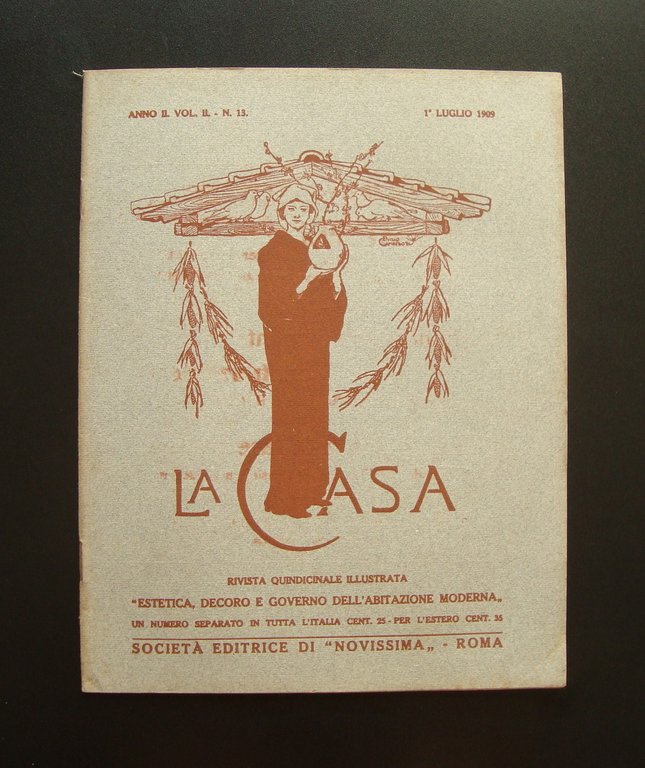 ANNO II. VOL. II. - N. 13.
1° LUGLIO 1909
LA CASA
RIVISTA QUINDICINALE ILLUSTRATA
"ESTETICA, DECORO E GOVERNO DELL'ABITAZIONE MODERNA„
UN NUMERO SEPARATO IN TUTTA L'ITALIA CENT. 25 - PER L'ESTERO CENT. 35
SOCIETÀ EDITRICE DI "NOVISSIMA„ - ROMA